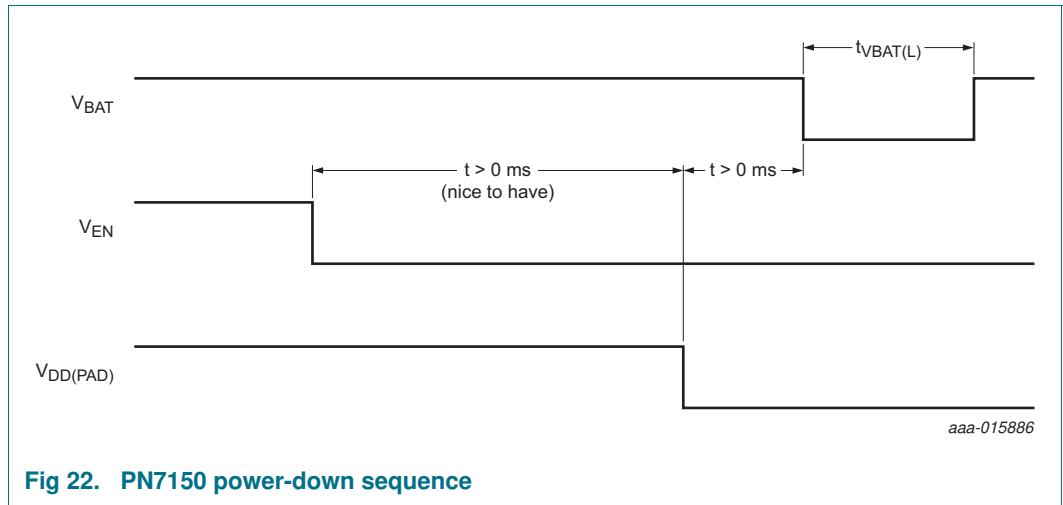 tVBAT(L)
VBAT
t > 0 ms
(nice to have)
t > 0 ms
VEN
VDD(PAD)
aaa-015886
Fig 22. PN7150 power-down sequence